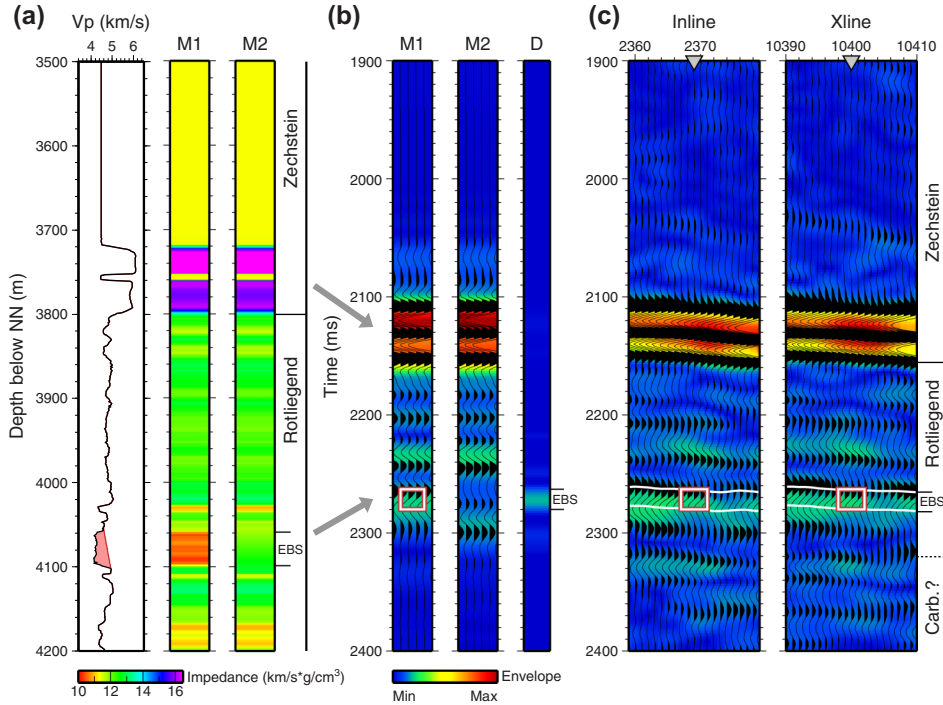 (a)
Vp (km/s)
4 5 6
M1
M2
3500
3600
3700
3800
3900
4000
4100
4200
Depth below NN (m)
Zechstein
Rotliegend
EBS
Impedance (km/s*g/cm³)
10 12 14 16
(b)
M1
M2
D
1900
2000
2100
2200
2300
2400
Time (ms)
EBS
Envelope
Min
Max
(c)
Inline
Xline
2360
2370
10390
10400
10410
1900
2000
2100
2200
2300
2400
Zechstein
Rotliegend
EBS
Carb.?